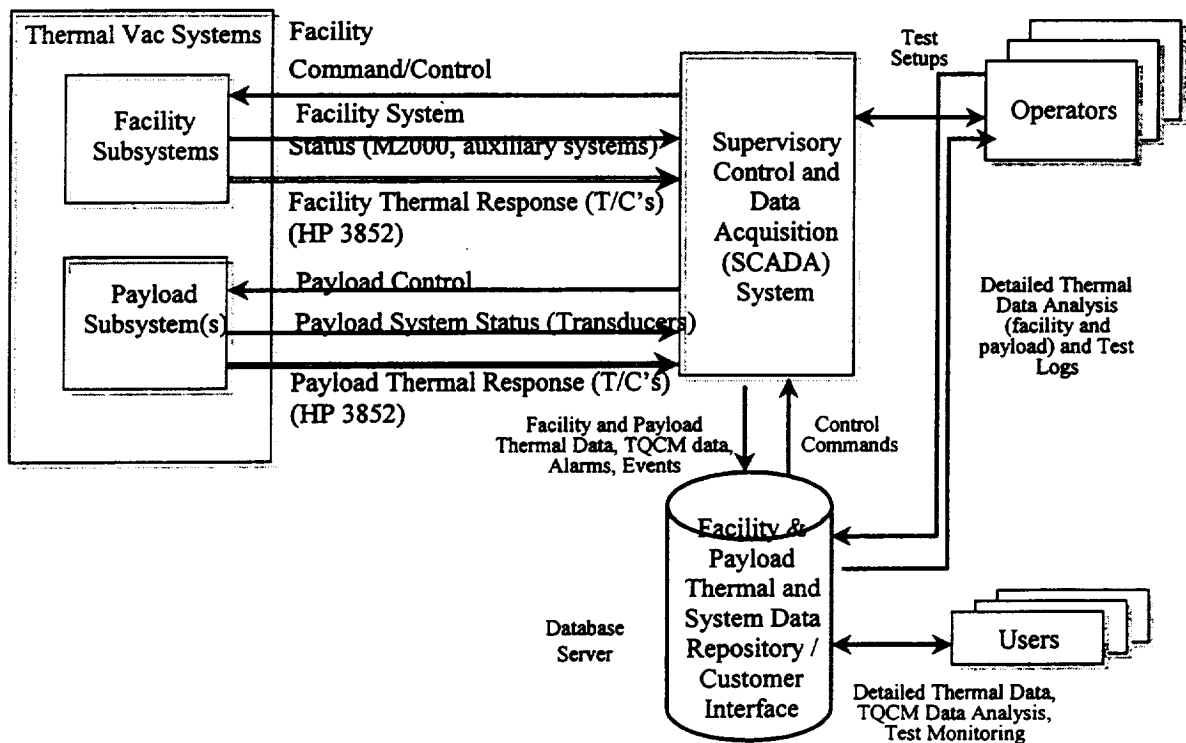 Thermal Vac Systems
Facility
Command/Control
Facility
Subsystems
Facility System
Status (M2000, auxiliary systems)
Facility Thermal Response (T/C's)
(HP 3852)
Payload
Subsystem(s)
Payload Control
Payload System Status (Transducers)
Payload Thermal Response (T/C's)
(HP 3852)
Supervisory
Control and
Data
Acquisition
(SCADA)
System
Test
Setups
Operators
Detailed Thermal
Data Analysis
(facility and
payload) and Test
Logs
Facility and Payload
Thermal Data, TQCM data,
Alarms, Events
Control
Commands
Facility &
Payload
Thermal and
System Data
Repository /
Customer
Interface
Database
Server
Users
Detailed Thermal Data,
TQCM Data Analysis,
Test Monitoring